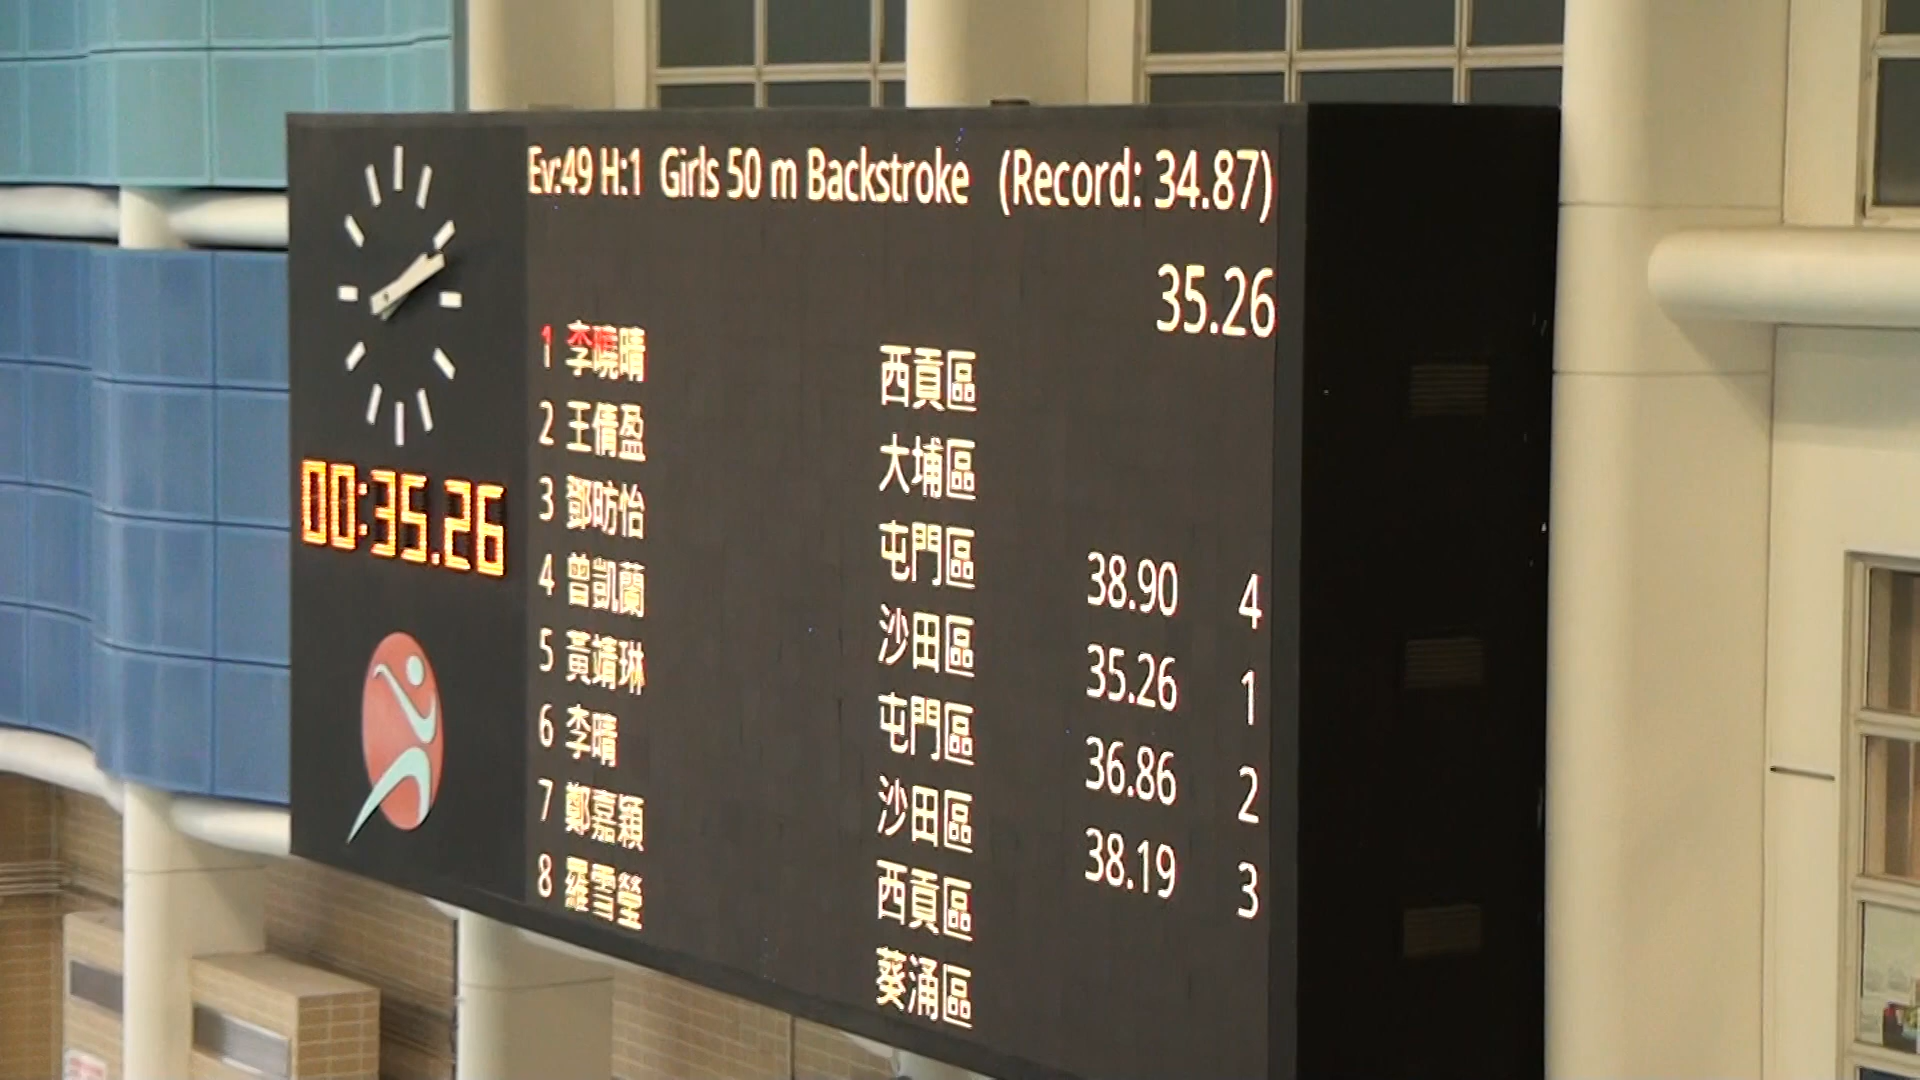 Ev:49 H:1 Girls 50 m Backstroke (Record: 34.87)
35.26
1 李曉晴 西貢區
2 王倩盈 大埔區
3 鄧昉怡 屯門區 38.90 4
4 曾凱蘭 沙田區 35.26 1
5 黃靖琳 屯門區 36.86 2
6 李晴 沙田區 38.19 3
7 鄭嘉穎 西貢區
8 羅雪瑩 葵涌區
00:35.26